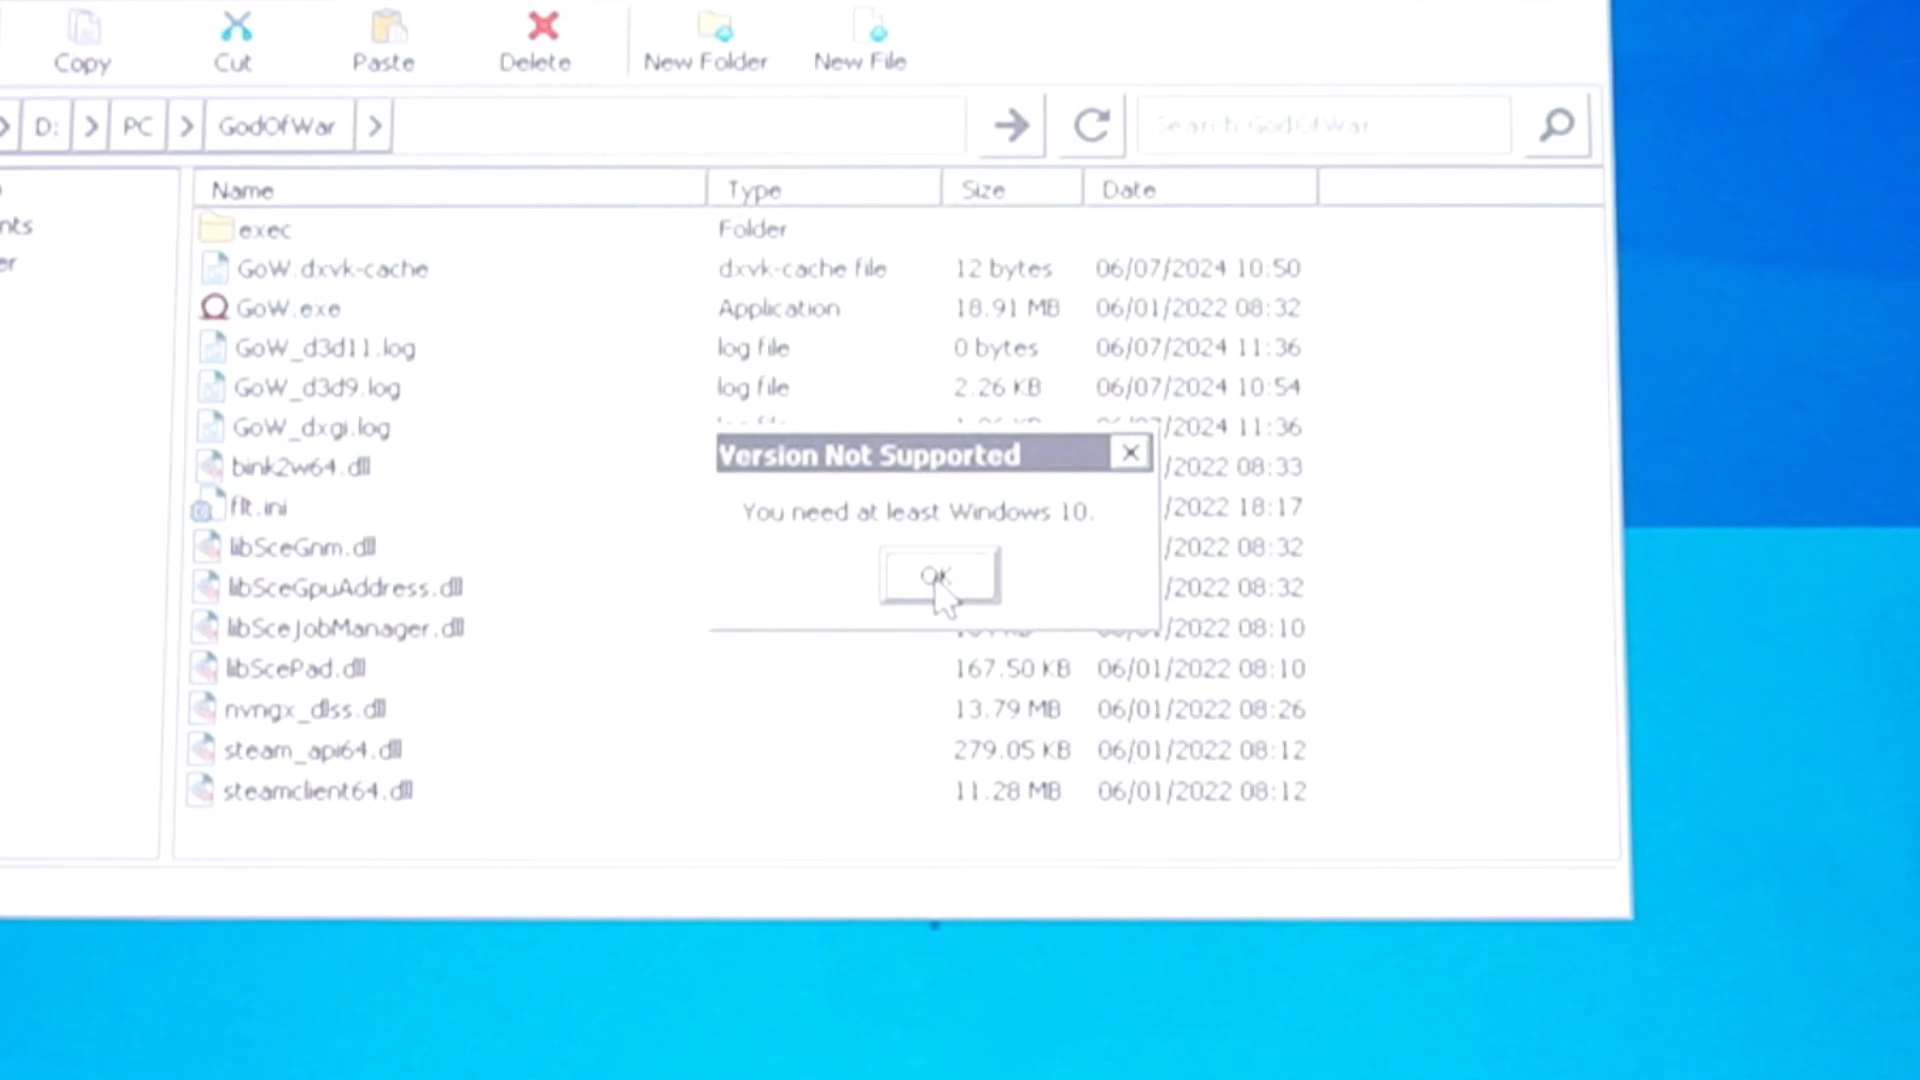 Copy Cut Paste Delete New Folder New File
D: PC GodOfWar Search GodOfWar
Name Type Size Date
nts
er
exec Folder
GoW.dxvk-cache dxvk-cache file 12 bytes 06/07/2024 10:50
GoW.exe Application 18.91 MB 06/01/2022 08:32
GoW_d3d11.log log file 0 bytes 06/07/2024 11:36
GoW_d3d9.log log file 2.26 KB 06/07/2024 10:54
GoW_dxgi.log /2024 11:36
Version Not Supported
bink2w64.dll /2022 08:33
You need at least Windows 10.
flt.ini /2022 18:17
libSceGnm.dll /2022 08:32
OK
libSceGpuAddress.dll /2022 08:32
libSceJobManager.dll /2022 08:10
libScePad.dll 167.50 KB 06/01/2022 08:10
nvngx_dlss.dll 13.79 MB 06/01/2022 08:26
steam_api64.dll 279.05 KB 06/01/2022 08:12
steamclient64.dll 11.28 MB 06/01/2022 08:12